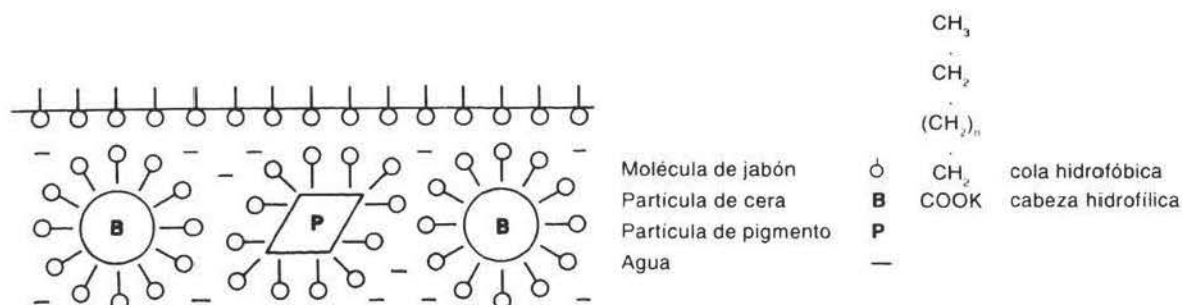 B
P
B
Molécula de jabón
Partícula de cera B
Partícula de pigmento P
Agua —
CH₃
CH₂
(CH₂)ₙ
CH₂ cola hidrofóbica
COOK cabeza hidrofílica